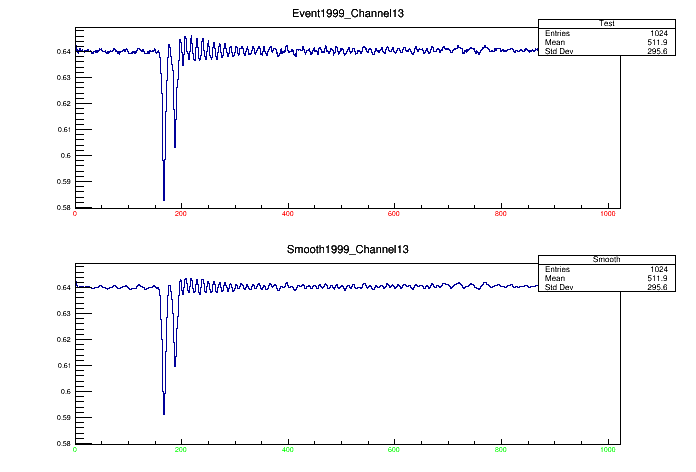 Event1999_Channel13
Test
Entries 1024
Mean 511.9
Std Dev 295.6
0.64
0.63
0.62
0.61
0.6
0.59
0.58
0 200 400 600 800 1000
Smooth1999_Channel13
Smooth
Entries 1024
Mean 511.9
Std Dev 295.6
0.64
0.63
0.62
0.61
0.6
0.59
0.58
0 200 400 600 800 1000